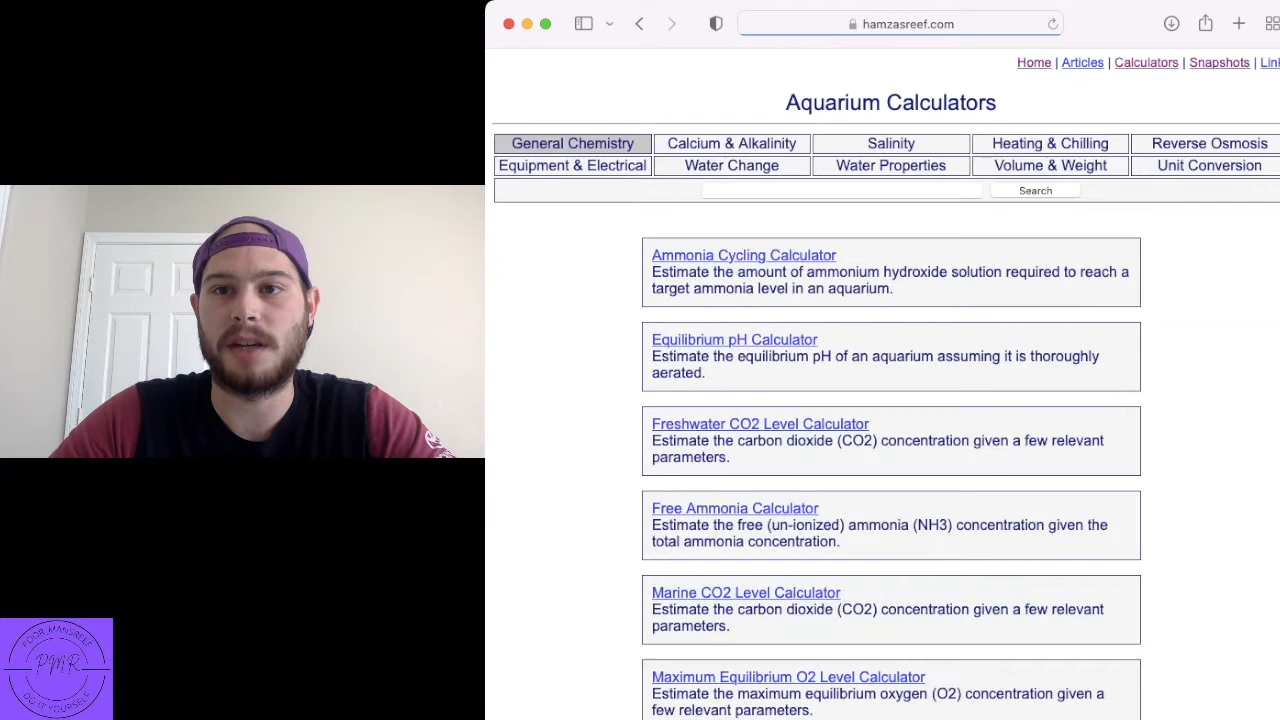 hamzasreef.com
Home | Articles | Calculators | Snapshots | Lin
Aquarium Calculators
General Chemistry Calcium & Alkalinity Salinity Heating & Chilling Reverse Osmosis
Equipment & Electrical Water Change Water Properties Volume & Weight Unit Conversion
Search
Ammonia Cycling Calculator
Estimate the amount of ammonium hydroxide solution required to reach a
target ammonia level in an aquarium.
Equilibrium pH Calculator
Estimate the equilibrium pH of an aquarium assuming it is thoroughly
aerated.
Freshwater CO2 Level Calculator
Estimate the carbon dioxide (CO2) concentration given a few relevant
parameters.
Free Ammonia Calculator
Estimate the free (un-ionized) ammonia (NH3) concentration given the
total ammonia concentration.
Marine CO2 Level Calculator
Estimate the carbon dioxide (CO2) concentration given a few relevant
parameters.
Maximum Equilibrium O2 Level Calculator
Estimate the maximum equilibrium oxygen (O2) concentration given a
few relevant parameters.
POOR MANSREEF
PMR
DO IT YOURSELF